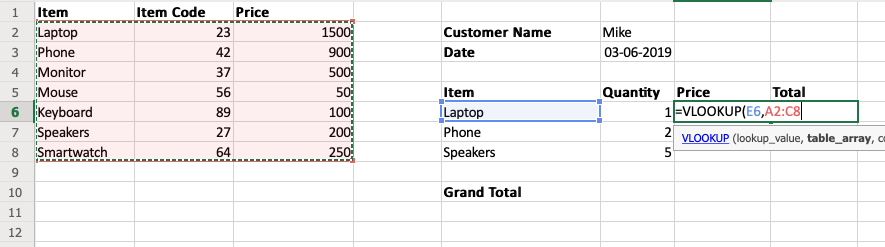 1 Item Item Code Price
2 Laptop 23 1500 Customer Name Mike
3 Phone 42 900 Date 03-06-2019
4 Monitor 37 500
5 Mouse 56 50 Item Quantity Price Total
6 Keyboard 89 100 Laptop 1 =VLOOKUP(E6,A2:C8
7 Speakers 27 200 Phone 2 VLOOKUP (lookup_value, table_array, c
8 Smartwatch 64 250 Speakers 5
9
10 Grand Total
11
12